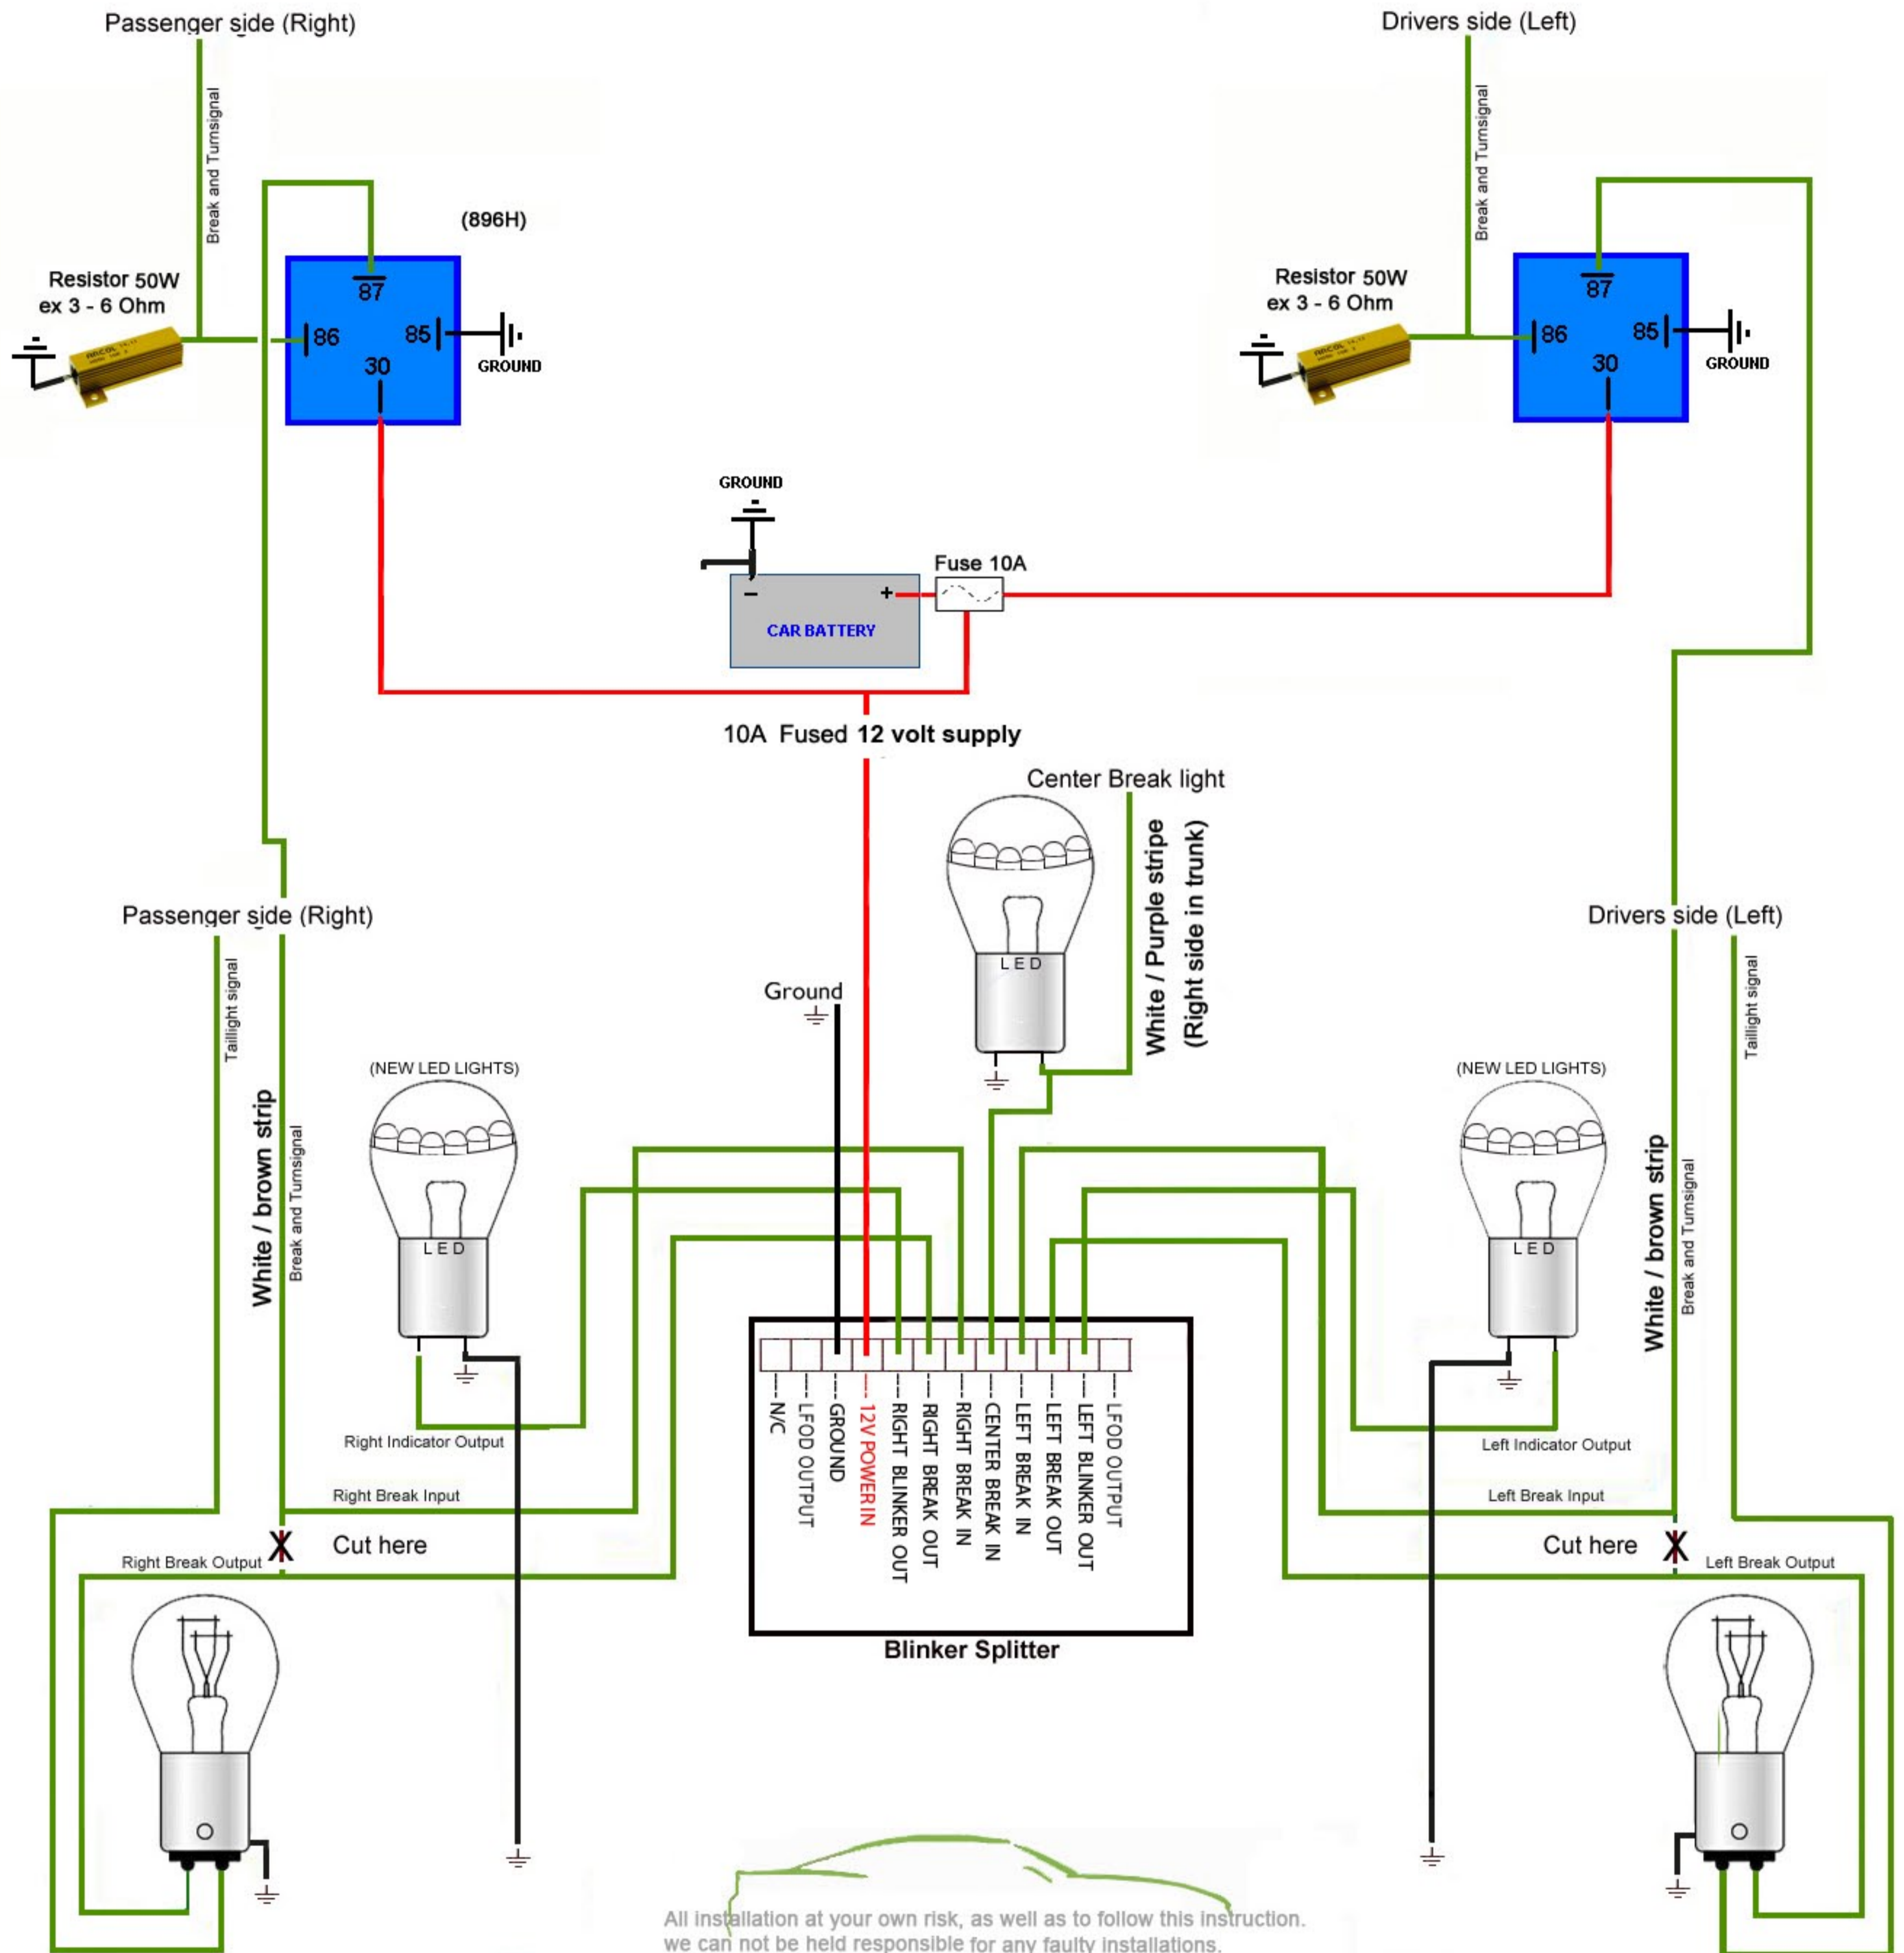 Passenger side (Right)
Drivers side (Left)
Break and Turnsignal
Break and Turnsignal
(896H)
Resistor 50W
ex 3 - 6 Ohm
87
86
85
30
GROUND
Resistor 50W
ex 3 - 6 Ohm
87
86
85
30
GROUND
GROUND
Fuse 10A
–
+
CAR BATTERY
10A Fused 12 volt supply
Center Break light
White / Purple stripe
(Right side in trunk)
LED
Passenger side (Right)
Drivers side (Left)
Taillight signal
White / brown strip
Break and Turnsignal
Ground
(NEW LED LIGHTS)
LED
(NEW LED LIGHTS)
LED
White / brown strip
Break and Turnsignal
Taillight signal
Right Indicator Output
Left Indicator Output
Right Break Input
Left Break Input
X
Cut here
Cut here
X
Right Break Output
Left Break Output
N/C
LFOD OUTPUT
GROUND
12V POWER IN
RIGHT BLINKER OUT
RIGHT BREAK OUT
RIGHT BREAK IN
CENTER BREAK IN
LEFT BREAK IN
LEFT BREAK OUT
LEFT BLINKER OUT
LFOD OUTPUT
Blinker Splitter
All installation at your own risk, as well as to follow this instruction.
we can not be held responsible for any faulty installations.